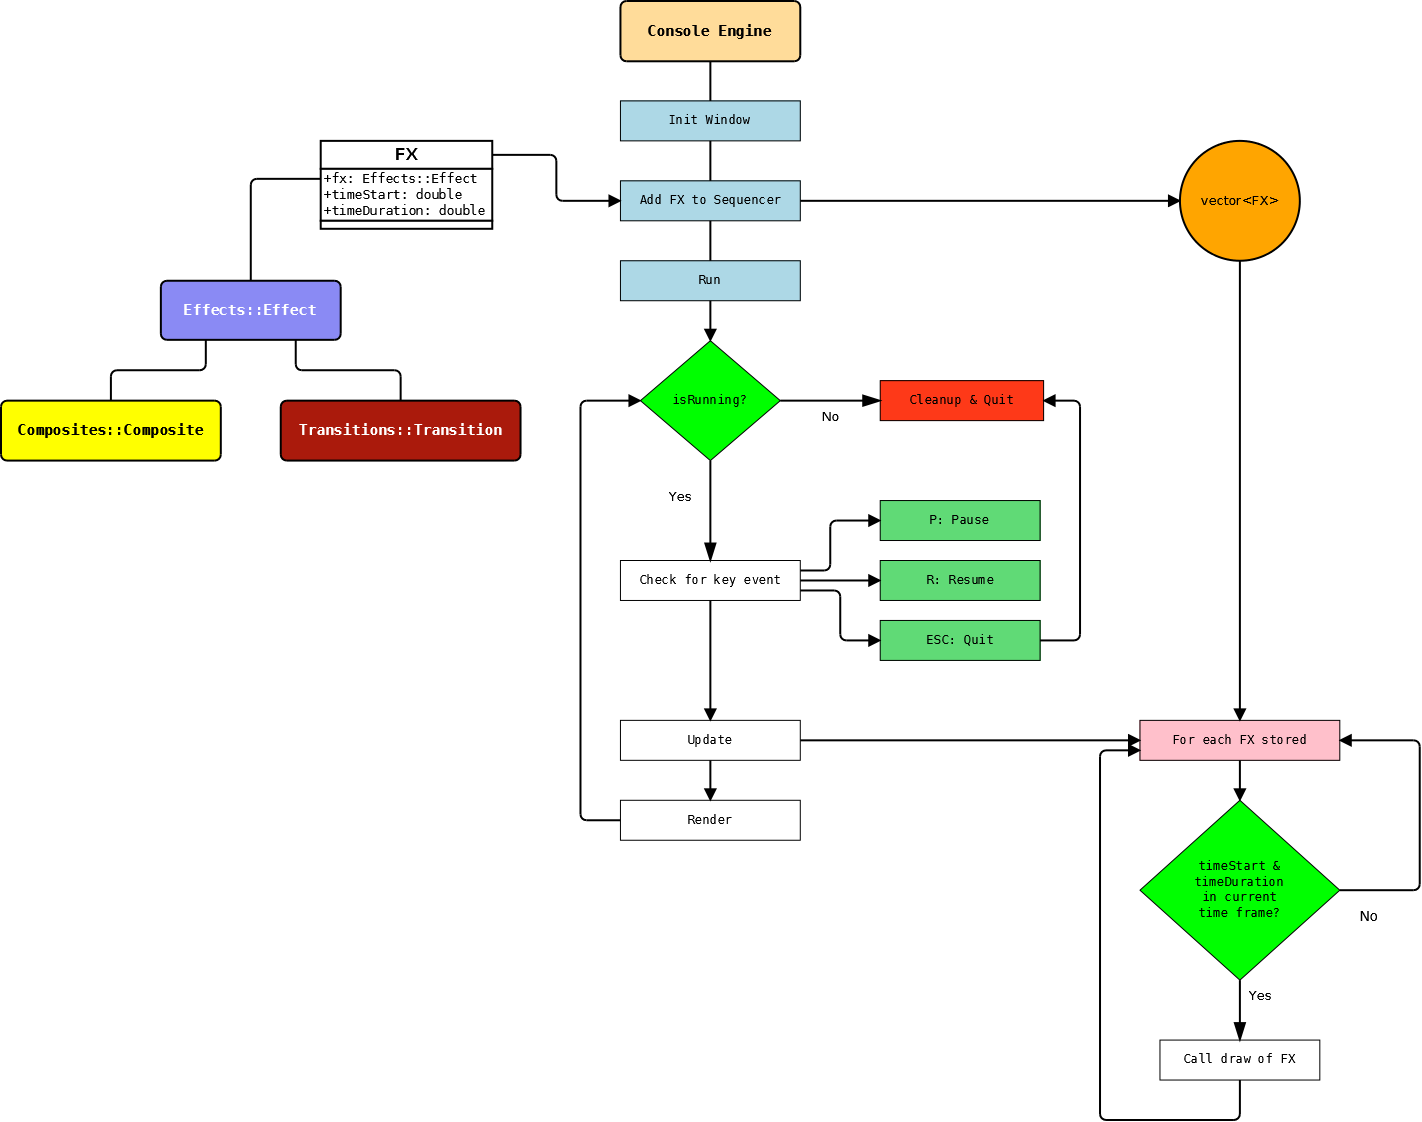 Console Engine
Init Window
FX
+fx: Effects::Effect
+timeStart: double
+timeDuration: double
Add FX to Sequencer
vector<FX>
Run
Effects::Effect
Composites::Composite
Transitions::Transition
isRunning?
No
Cleanup & Quit
Yes
P: Pause
Check for key event
R: Resume
ESC: Quit
Update
For each FX stored
Render
timeStart &
timeDuration
in current
time frame?
No
Yes
Call draw of FX